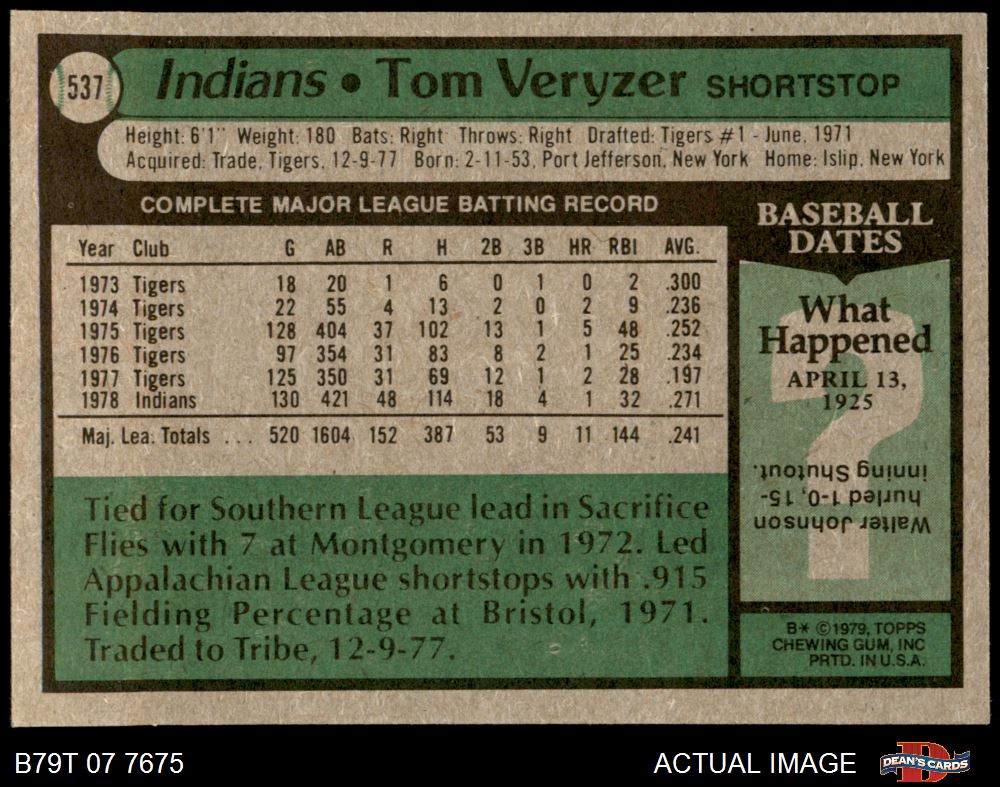 537
Indians • Tom Veryzer SHORTSTOP
Height: 6'1" Weight: 180 Bats: Right Throws: Right Drafted: Tigers #1 - June, 1971
Acquired: Trade, Tigers, 12-9-77 Born: 2-11-53, Port Jefferson, New York Home: Islip, New York
COMPLETE MAJOR LEAGUE BATTING RECORD
Year Club G AB R H 2B 3B HR RBI AVG.
1973 Tigers 18 20 1 6 0 1 0 2 .300
1974 Tigers 22 55 4 13 2 0 2 9 .236
1975 Tigers 128 404 37 102 13 1 5 48 .252
1976 Tigers 97 354 31 83 8 2 1 25 .234
1977 Tigers 125 350 31 69 12 1 2 28 .197
1978 Indians 130 421 48 114 18 4 1 32 .271
Maj. Lea. Totals . . . 520 1604 152 387 53 9 11 144 .241
Tied for Southern League lead in Sacrifice
Flies with 7 at Montgomery in 1972. Led
Appalachian League shortstops with .915
Fielding Percentage at Bristol, 1971.
Traded to Tribe, 12-9-77.
BASEBALL
DATES
What
Happened
APRIL 13,
1925
Walter Johnson
hurled 1-0, 15-
inning Shutout.
B* ©1979, TOPPS
CHEWING GUM, INC
PRTD. IN U.S.A.
B79T 07 7675
ACTUAL IMAGE
D
DEAN'S CARDS